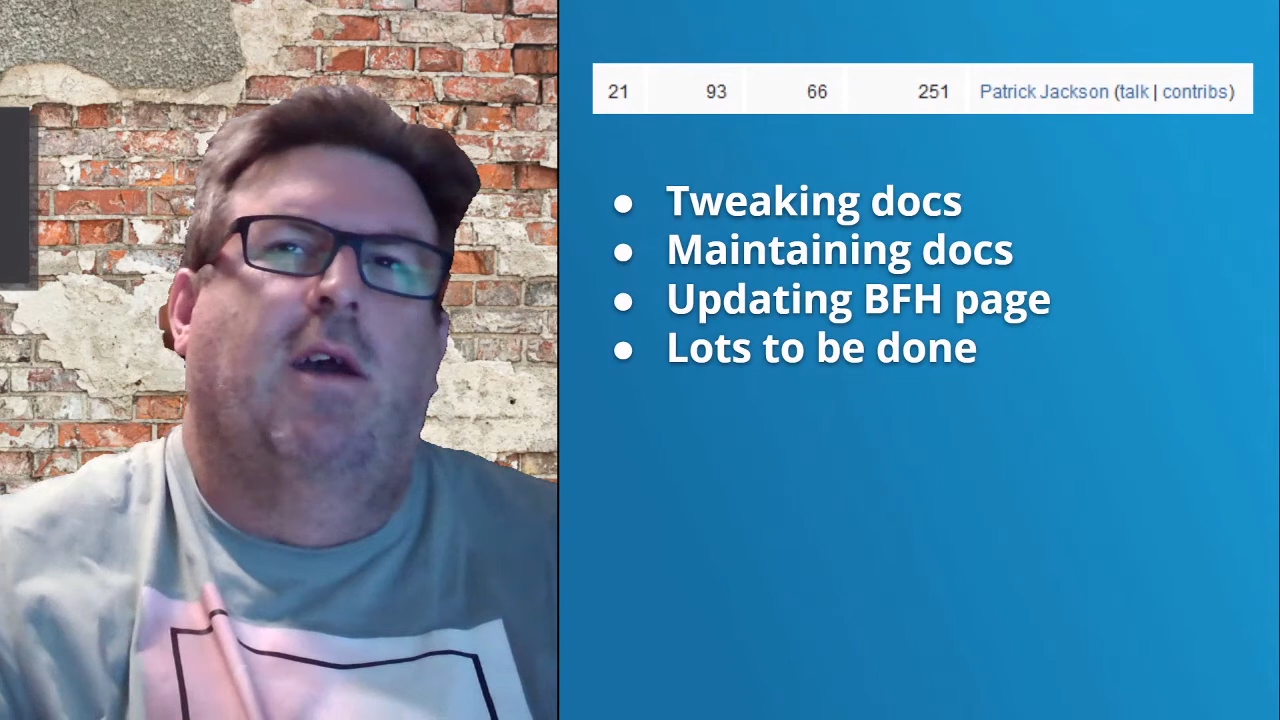 21 93 66 251 Patrick Jackson (talk | contribs)
● Tweaking docs
● Maintaining docs
● Updating BFH page
● Lots to be done